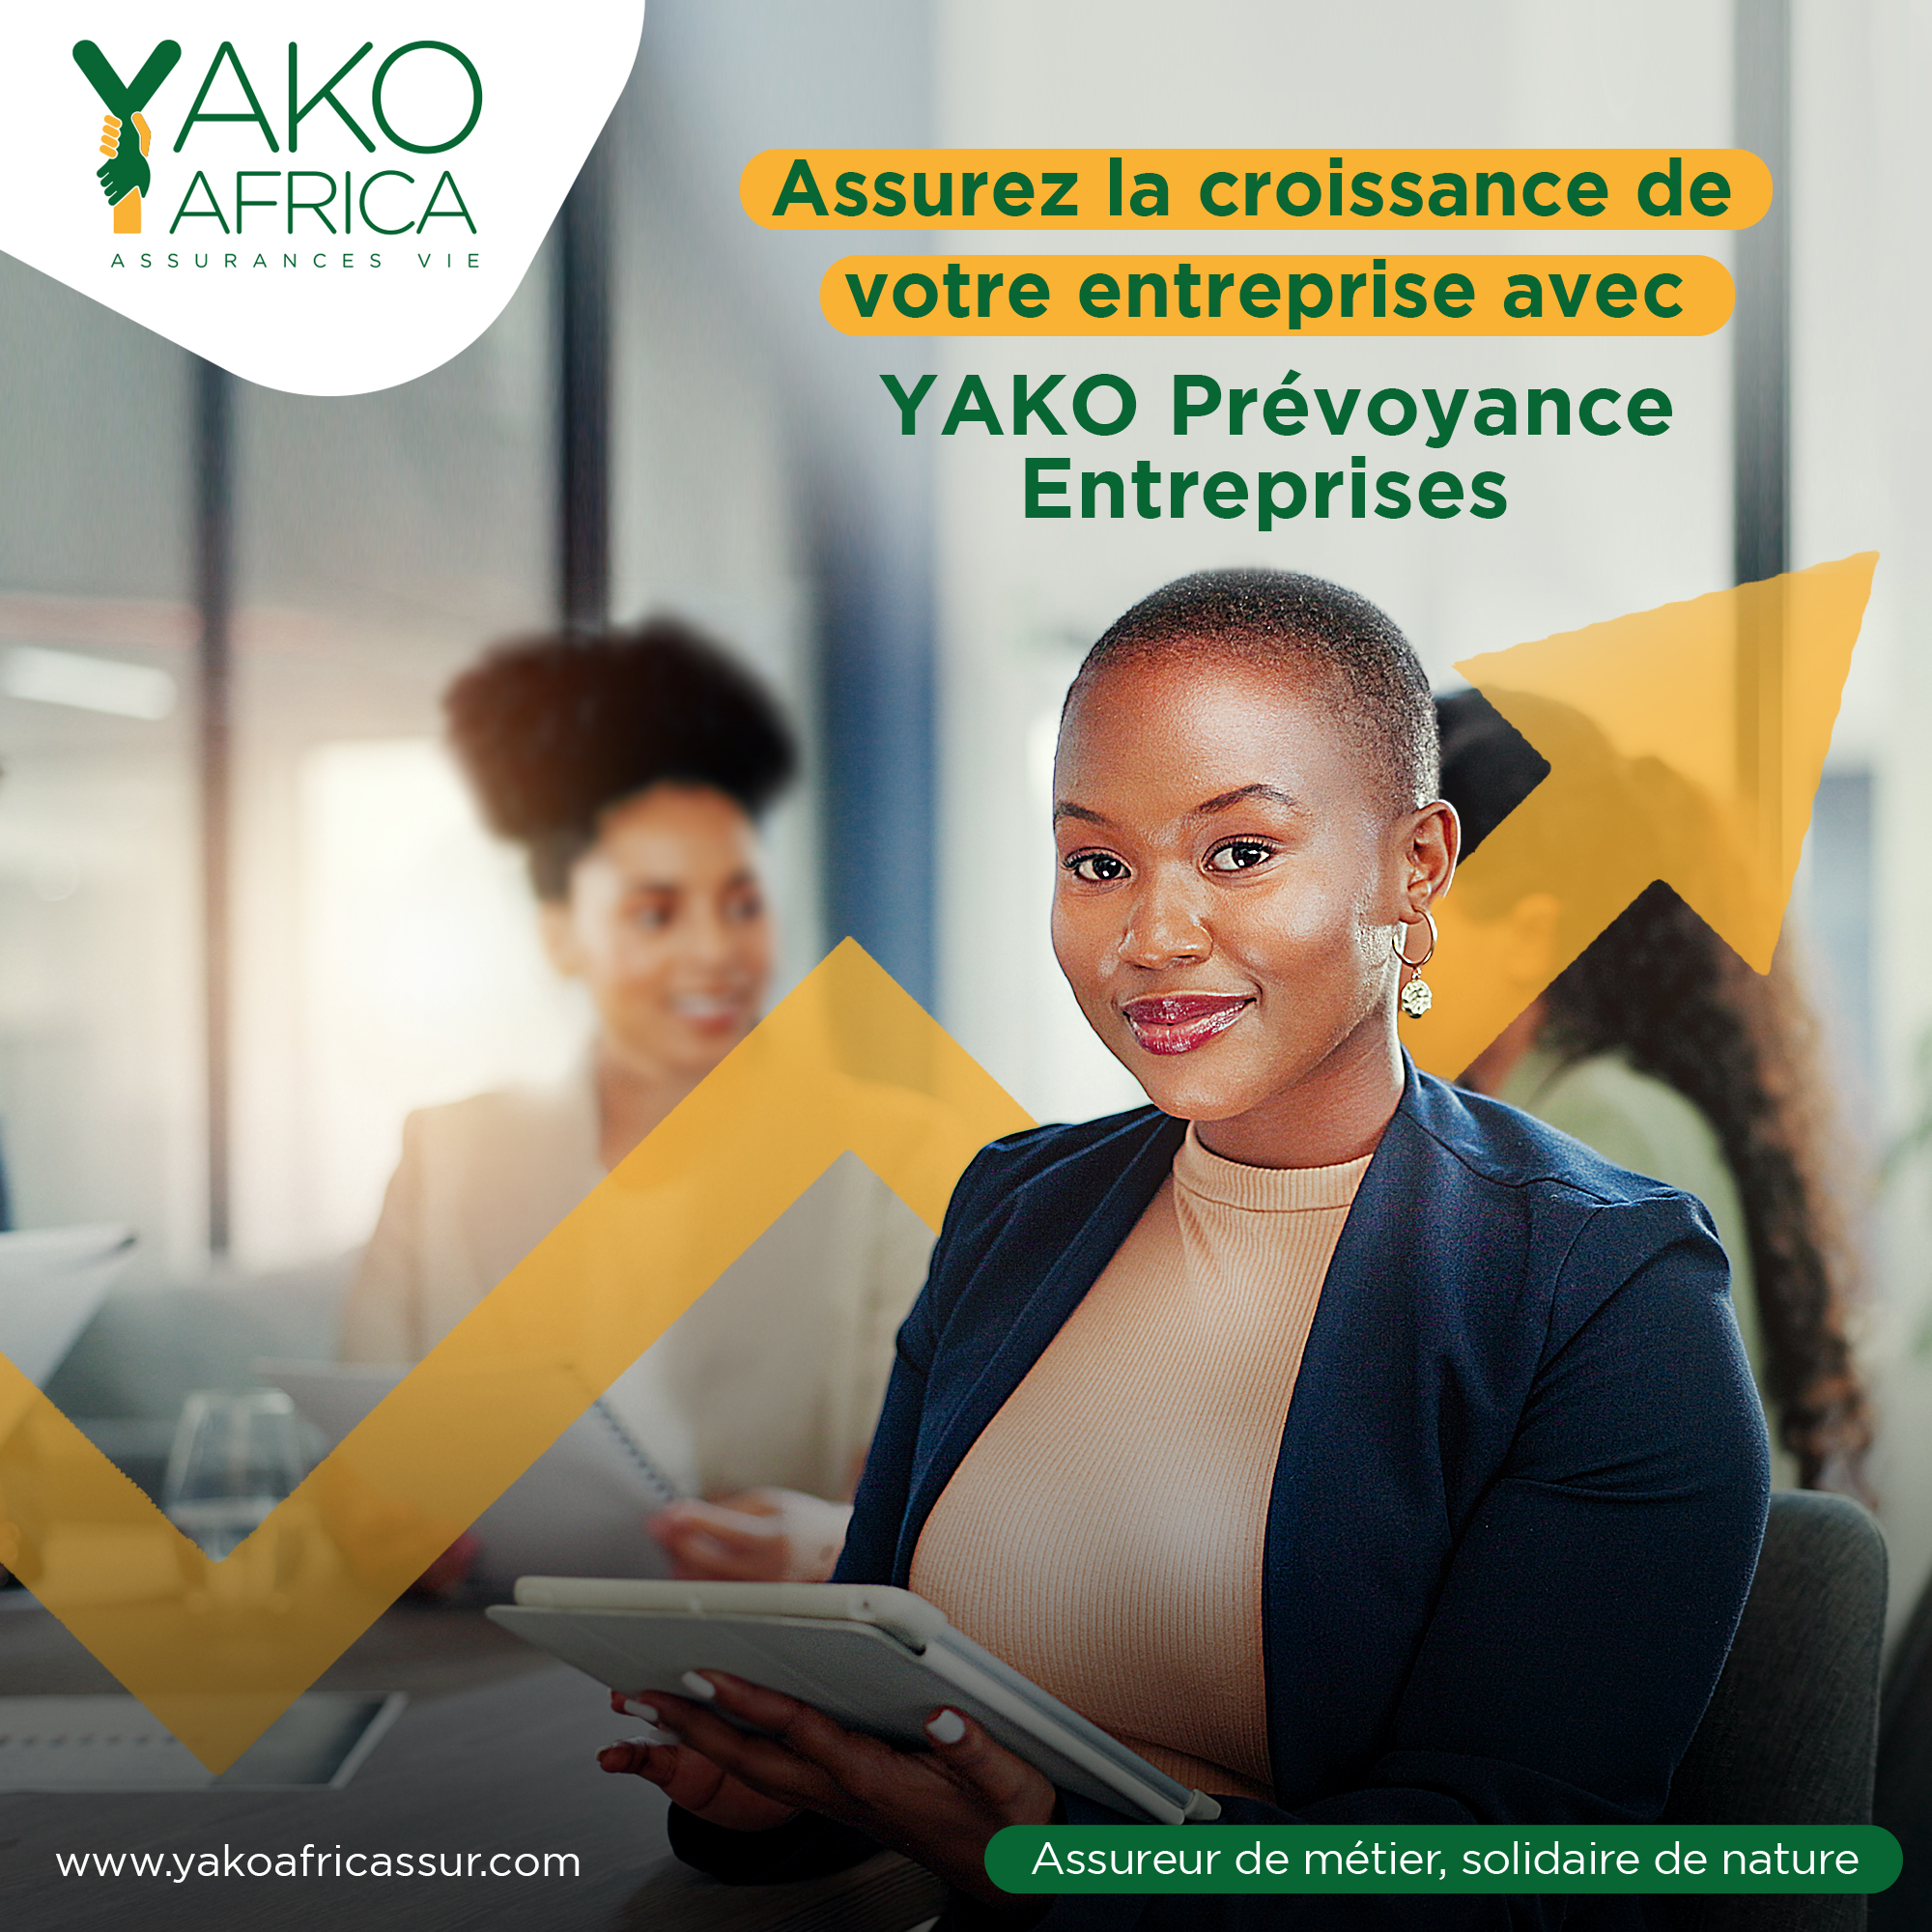 YAKO
AFRICA
ASSURANCES VIE
Assurez la croissance de
votre entreprise avec
YAKO Prévoyance
Entreprises
www.yakoafricassur.com
Assureur de métier, solidaire de nature